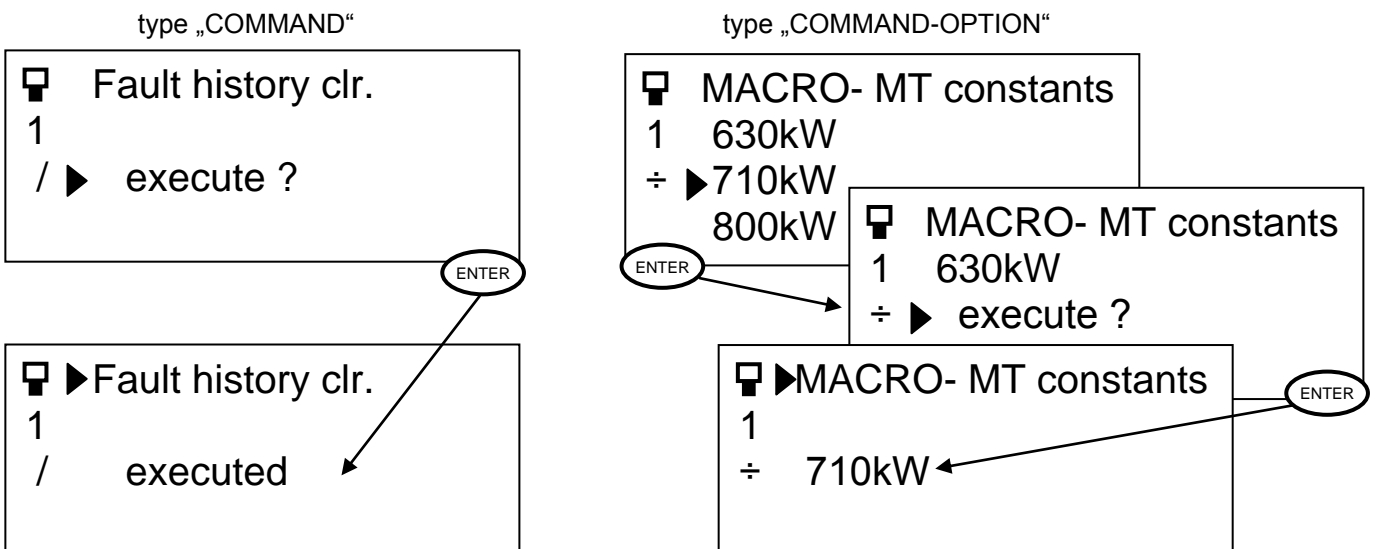 type „COMMAND“
Fault history clr.
1
/ ▶ execute ?
ENTER
▶Fault history clr.
1
/ executed
type „COMMAND-OPTION“
MACRO- MT constants
1 630kW
÷ ▶710kW
800kW
ENTER
MACRO- MT constants
1 630kW
÷ ▶ execute ?
ENTER
▶MACRO- MT constants
1
÷ 710kW